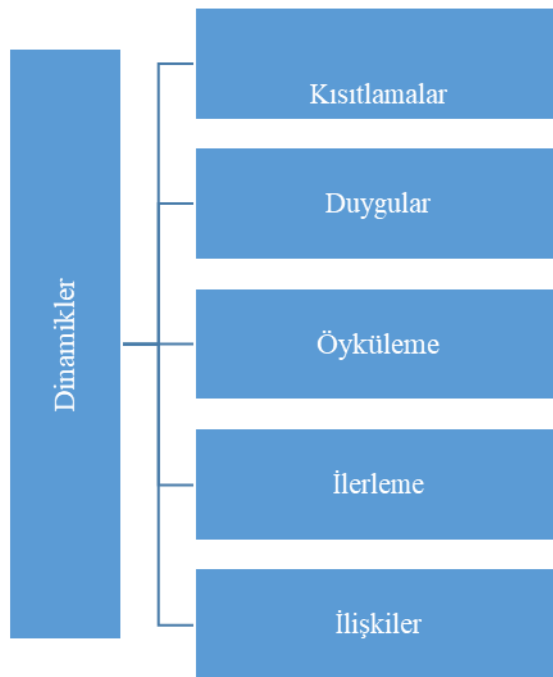 Dinamikler
Kısıtlamalar
Duygular
Öyküleme
İlerleme
İlişkiler